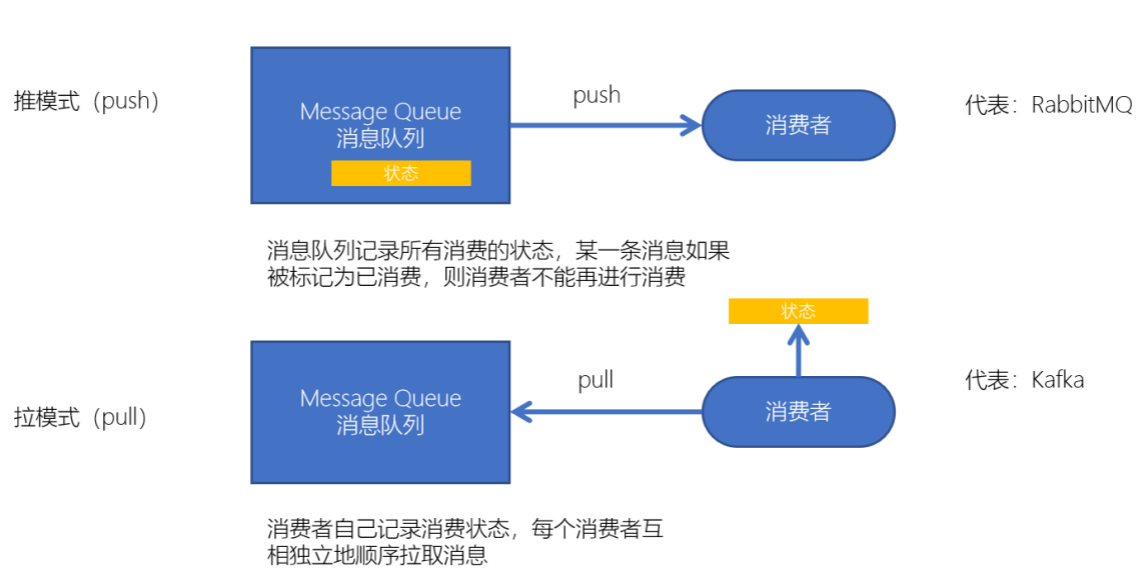 推模式（push）
Message Queue
消息队列
状态
push
消费者
代表：RabbitMQ
消息队列记录所有消费的状态，某一条消息如果
被标记为已消费，则消费者不能再进行消费
拉模式（pull）
Message Queue
消息队列
pull
状态
消费者
代表：Kafka
消费者自己记录消费状态，每个消费者互
相独立地顺序拉取消息